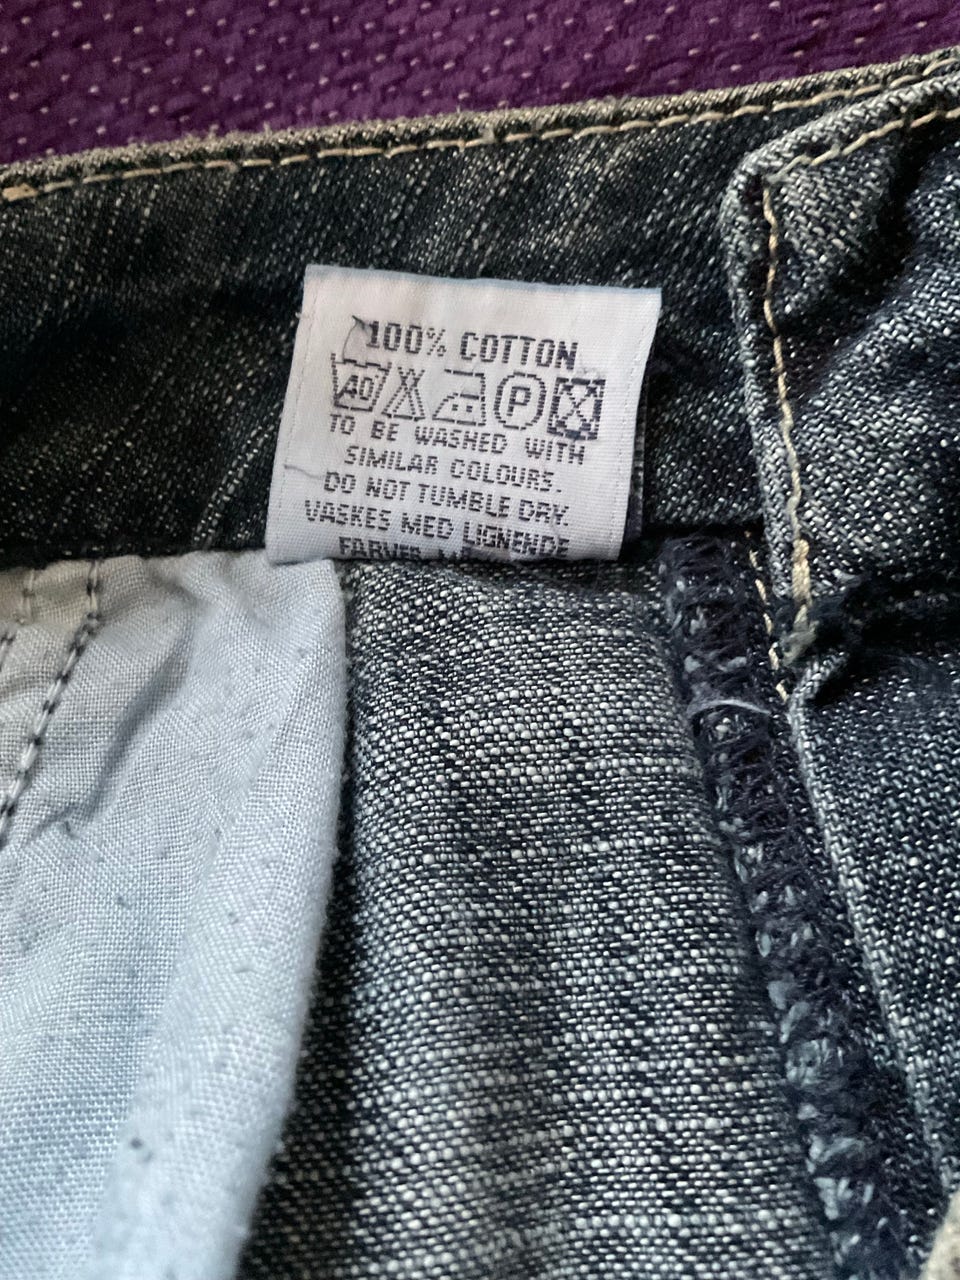 100% COTTON
40 P
TO BE WASHED WITH
SIMILAR COLOURS.
DO NOT TUMBLE DRY.
VASKES MED LIGNENDE
FARVER